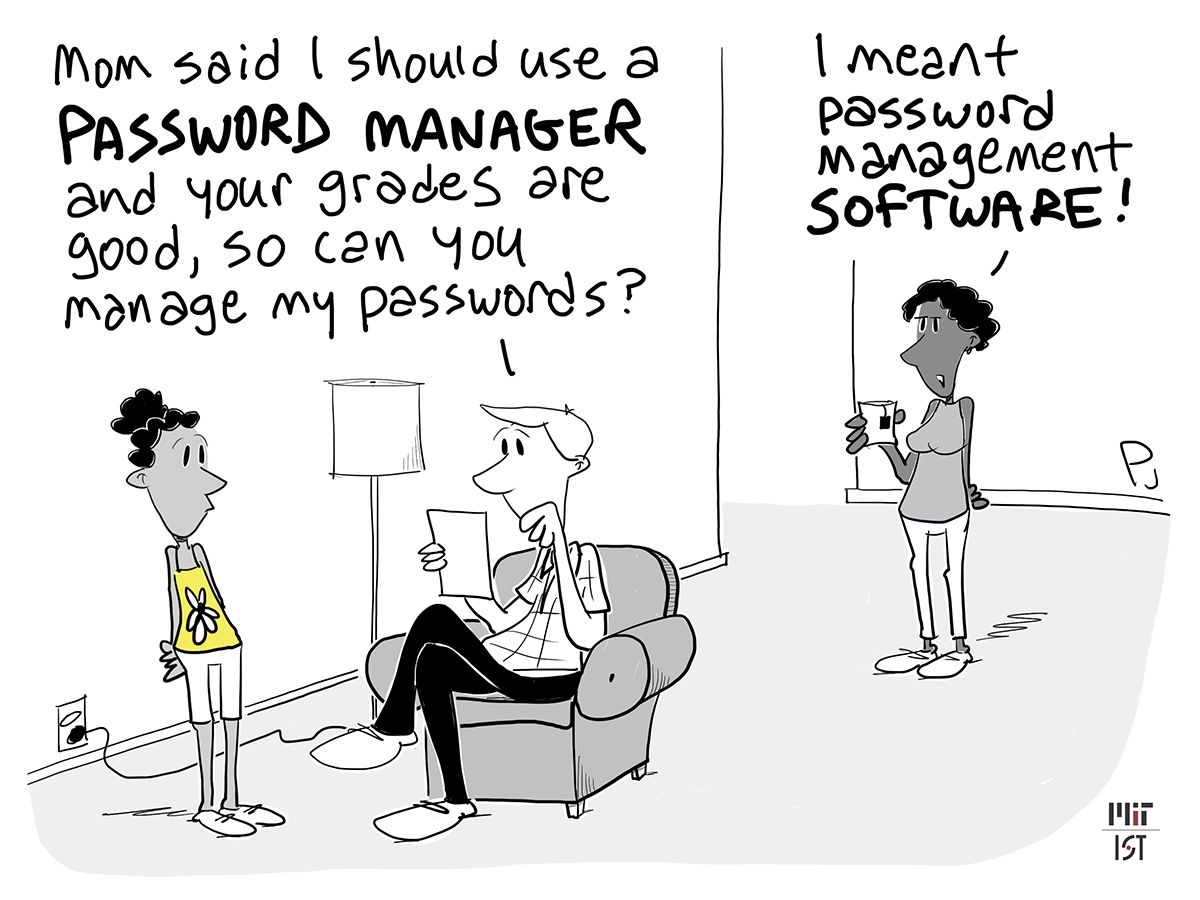 Mom said I should use a
PASSWORD MANAGER
and your grades are
good, so can you
manage my passwords?
I meant
password
management
SOFTWARE!
PJ
MIT
IST